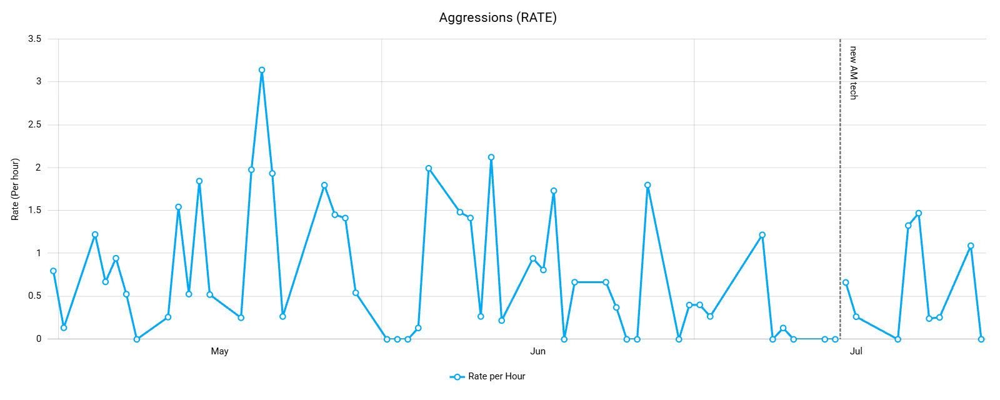 Aggressions (RATE)
3.5
3
2.5
2
1.5
1
0.5
0
Rate (Per hour)
new AM tech
May
Jun
Jul
Rate per Hour